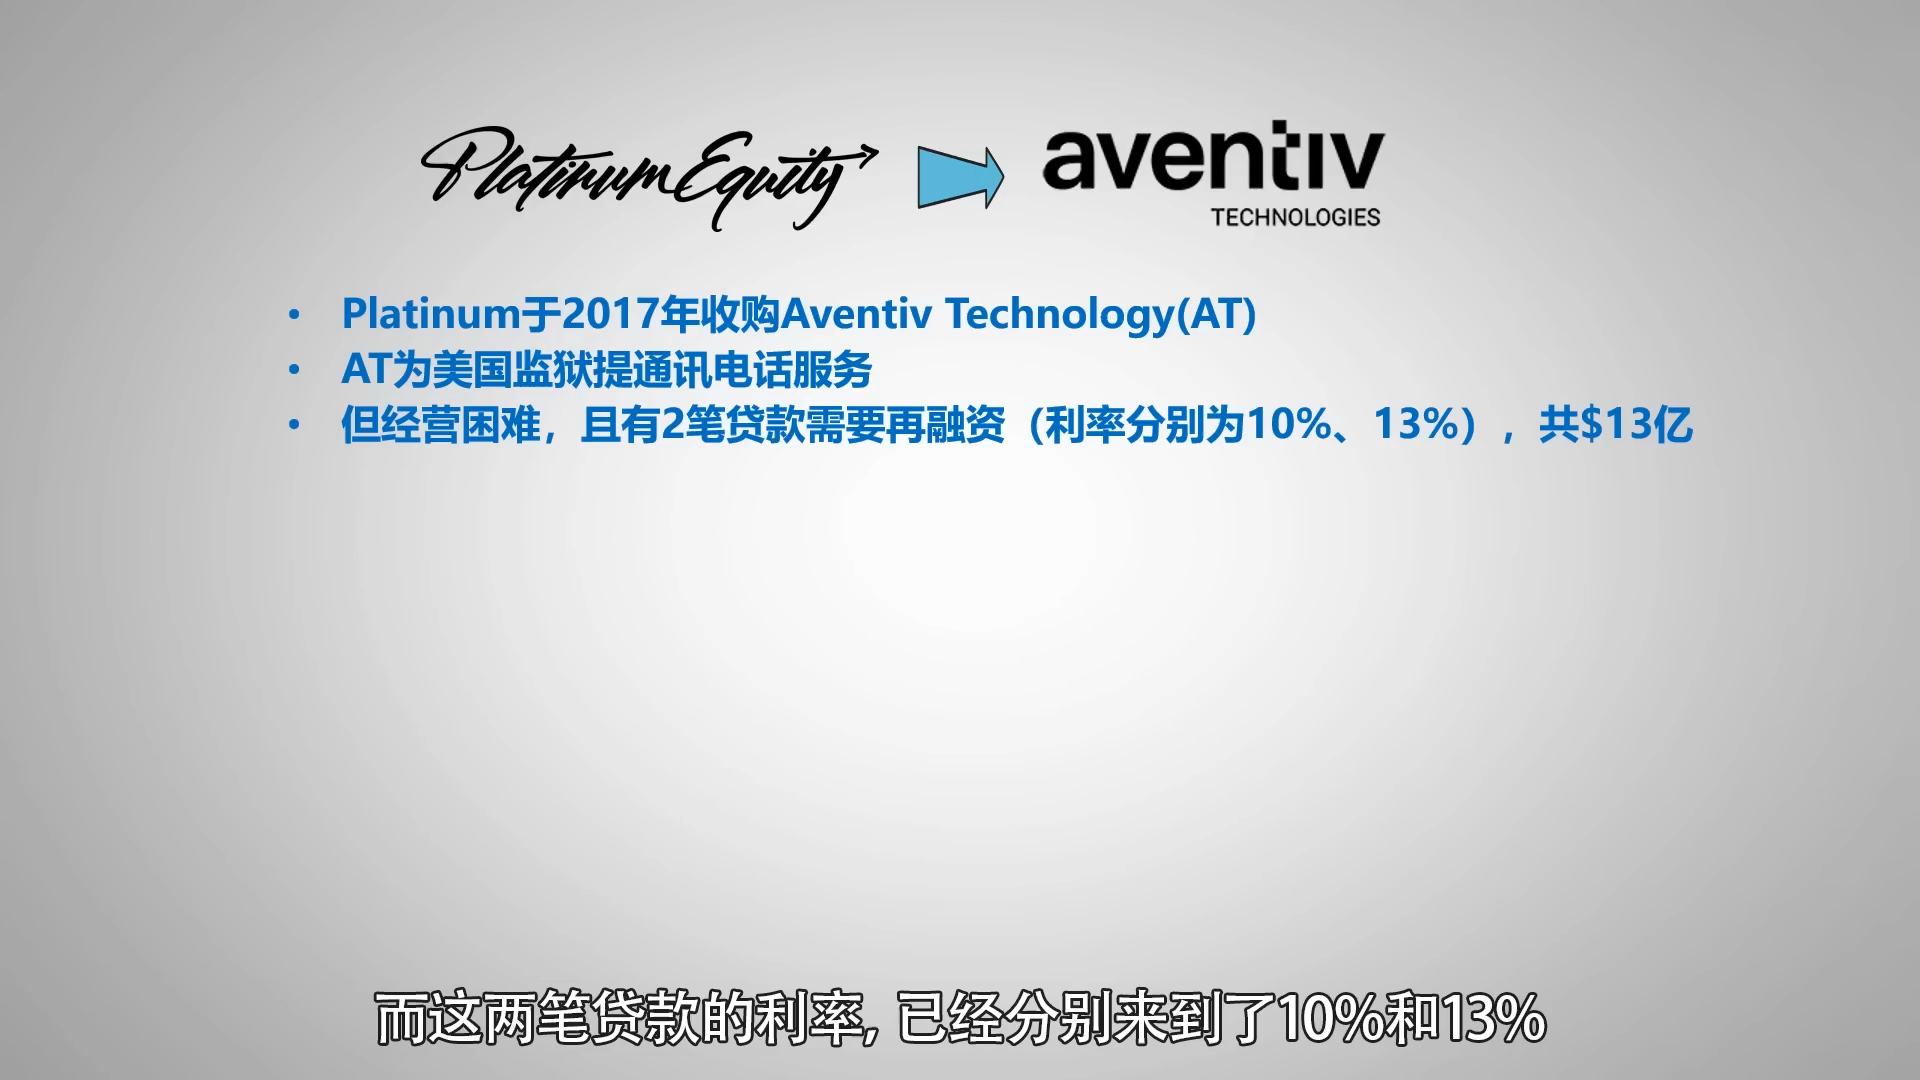 Platinum Equity
aventiv
TECHNOLOGIES
• Platinum于2017年收购Aventiv Technology(AT)
• AT为美国监狱提通讯电话服务
• 但经营困难，且有2笔贷款需要再融资（利率分别为10%、13%），共$13亿
而这两笔贷款的利率, 已经分别来到了10%和13%